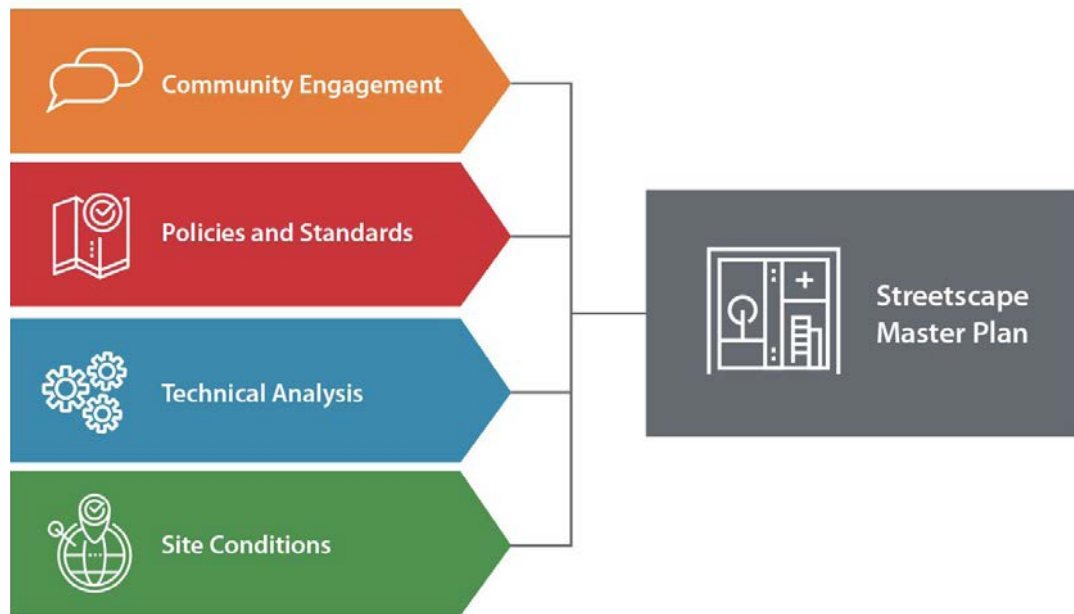 Community Engagement
Policies and Standards
Technical Analysis
Site Conditions
Streetscape
Master Plan